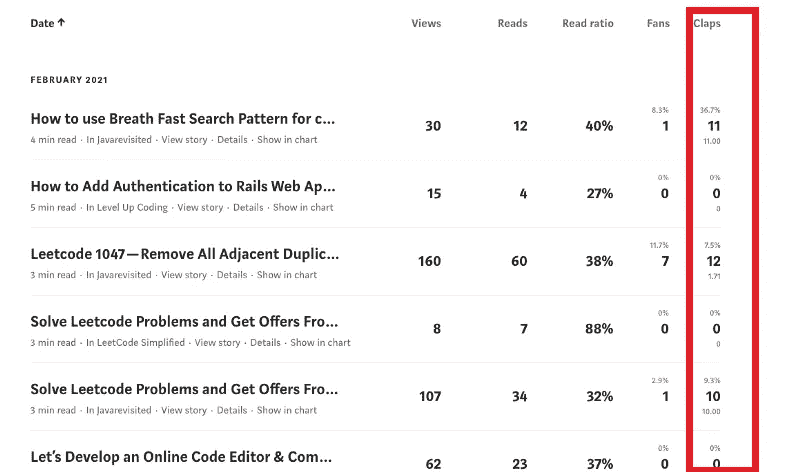 Date ↑ Views Reads Read ratio Fans Claps
FEBRUARY 2021
8.3% 36.7%
How to use Breath Fast Search Pattern for c... 30 12 40% 1 11
4 min read · In Javarevisited · View story · Details · Show in chart 11.00
0% 0%
How to Add Authentication to Rails Web Ap... 15 4 27% 0 0
5 min read · In Level Up Coding · View story · Details · Show in chart 0
11.7% 7.5%
Leetcode 1047—Remove All Adjacent Duplic... 160 60 38% 7 12
3 min read · In Javarevisited · View story · Details · Show in chart 1.71
0% 0%
Solve Leetcode Problems and Get Offers Fro... 8 7 88% 0 0
3 min read · In LeetCode Simplified · View story · Details · Show in chart 0
2.9% 9.3%
Solve Leetcode Problems and Get Offers Fro... 107 34 32% 1 10
3 min read · In Javarevisited · View story · Details · Show in chart 10.00
0% 0%
Let's Develop an Online Code Editor & Com... 62 23 37% 0 0